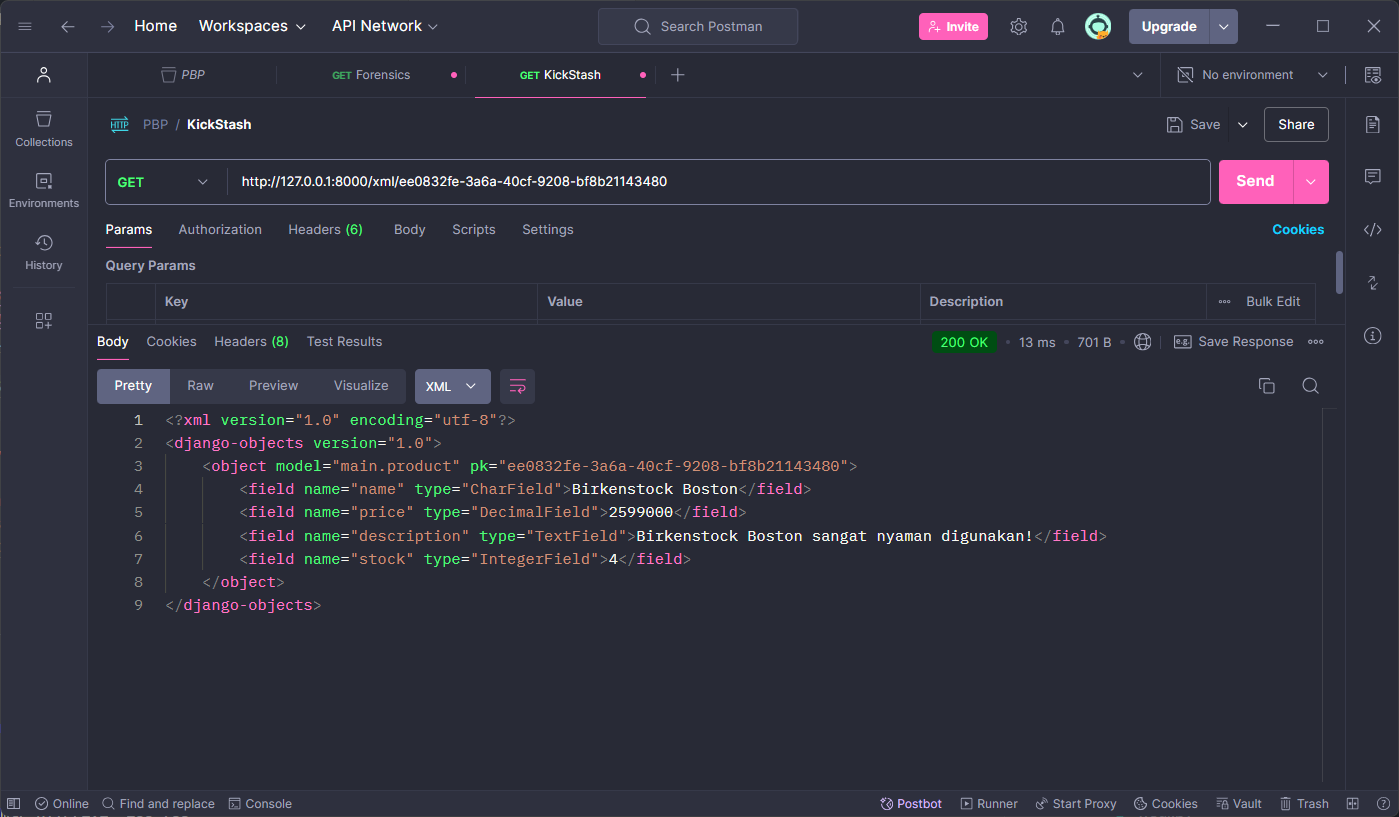 Home Workspaces API Network Search Postman Invite Upgrade
PBP GET Forensics GET KickStash No environment
HTTP PBP / KickStash Save Share
Collections
Environments
History
GET http://127.0.0.1:8000/xml/ee0832fe-3a6a-40cf-9208-bf8b21143480 Send
Params Authorization Headers (6) Body Scripts Settings Cookies
Query Params
Key Value Description Bulk Edit
Body Cookies Headers (8) Test Results 200 OK 13 ms 701 B e.g. Save Response
Pretty Raw Preview Visualize XML
1 <?xml version="1.0" encoding="utf-8"?>
2 <django-objects version="1.0">
3 <object model="main.product" pk="ee0832fe-3a6a-40cf-9208-bf8b21143480">
4 <field name="name" type="CharField">Birkenstock Boston</field>
5 <field name="price" type="DecimalField">2599000</field>
6 <field name="description" type="TextField">Birkenstock Boston sangat nyaman digunakan!</field>
7 <field name="stock" type="IntegerField">4</field>
8 </object>
9 </django-objects>
Online Find and replace Console Postbot Runner Start Proxy Cookies Vault Trash